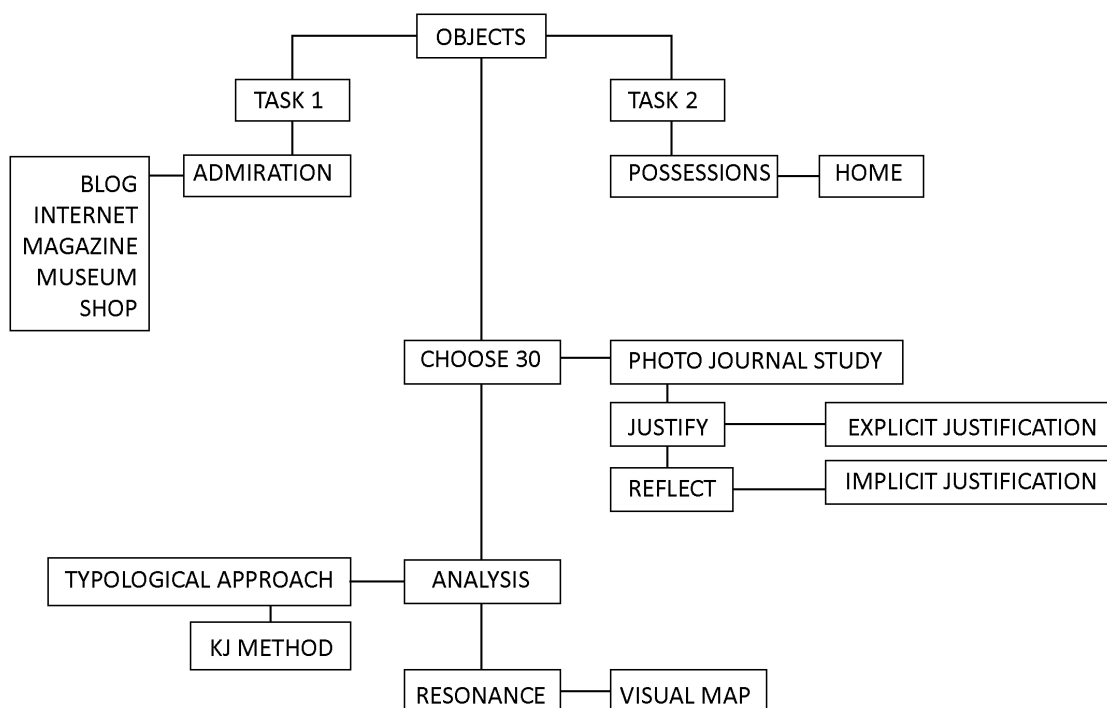 OBJECTS
TASK 1
TASK 2
ADMIRATION
POSSESSIONS
HOME
BLOG
INTERNET
MAGAZINE
MUSEUM
SHOP
CHOOSE 30
PHOTO JOURNAL STUDY
JUSTIFY
EXPLICIT JUSTIFICATION
REFLECT
IMPLICIT JUSTIFICATION
TYPOLOGICAL APPROACH
ANALYSIS
KJ METHOD
RESONANCE
VISUAL MAP